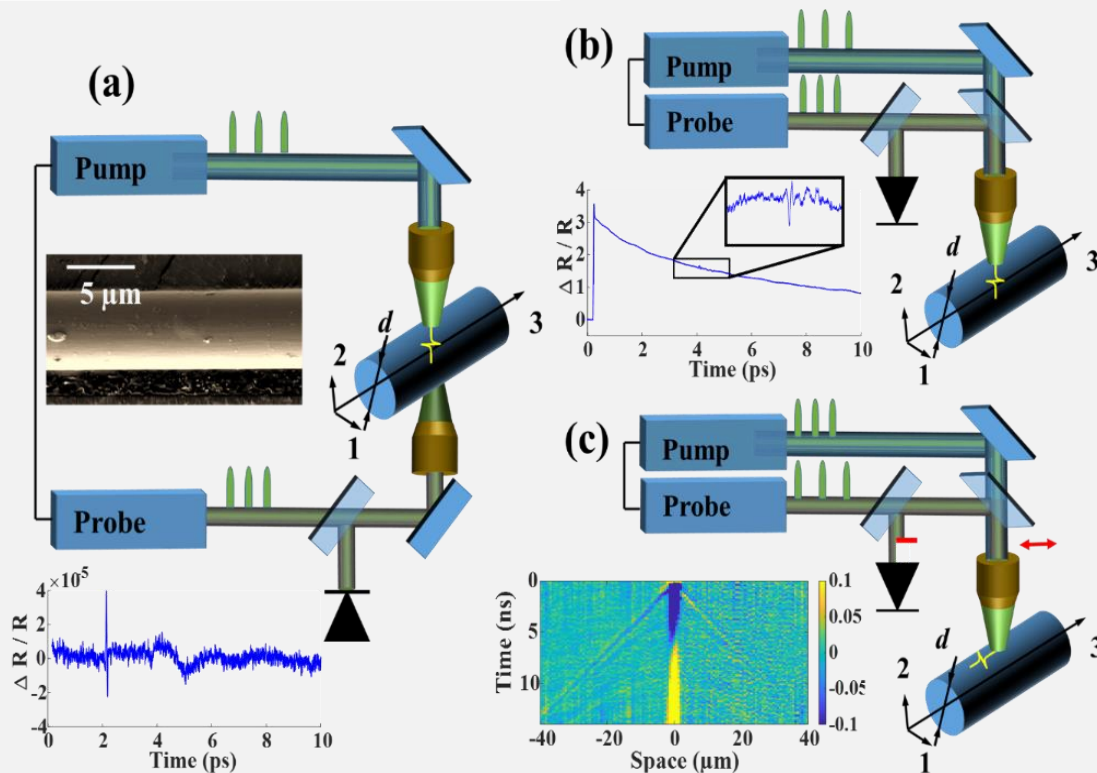 (a)
Pump
5 μm
d
3
2
1
Probe
×10⁵
Δ R / R
4
2
0
-2
-4
0 2 4 6 8 10
Time (ps)
(b)
Pump
Probe
Δ R / R
4
3
2
1
0
0 2 4 6 8 10
Time (ps)
d
3
2
1
(c)
Pump
Probe
Time (ns)
0
5
10
-40 -20 0 20 40
Space (μm)
0.1
0.05
0
-0.05
-0.1
d
3
2
1